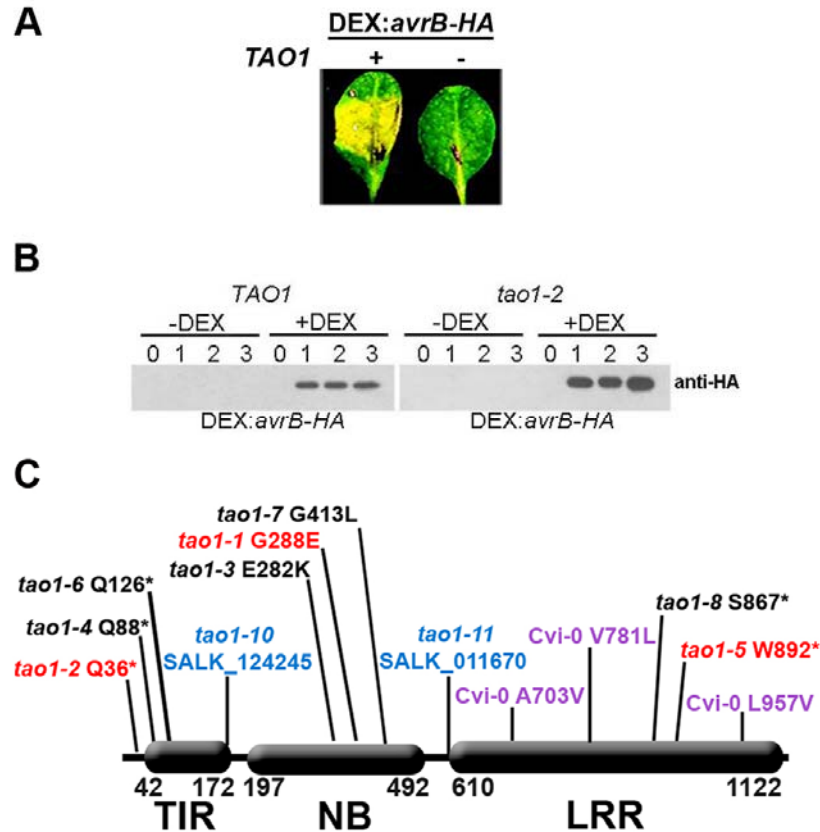 A
DEX:avrB-HA
TAO1 + -
B
TAO1 tao1-2
-DEX +DEX -DEX +DEX
0 1 2 3 0 1 2 3 0 1 2 3 0 1 2 3
anti-HA
DEX:avrB-HA DEX:avrB-HA
C
tao1-7 G413L
tao1-1 G288E
tao1-3 E282K
tao1-6 Q126*
tao1-4 Q88*
tao1-2 Q36*
tao1-10
SALK_124245
tao1-11
SALK_011670
Cvi-0 A703V
Cvi-0 V781L
tao1-8 S867*
tao1-5 W892*
Cvi-0 L957V
42 172 197 492 610 1122
TIR NB LRR